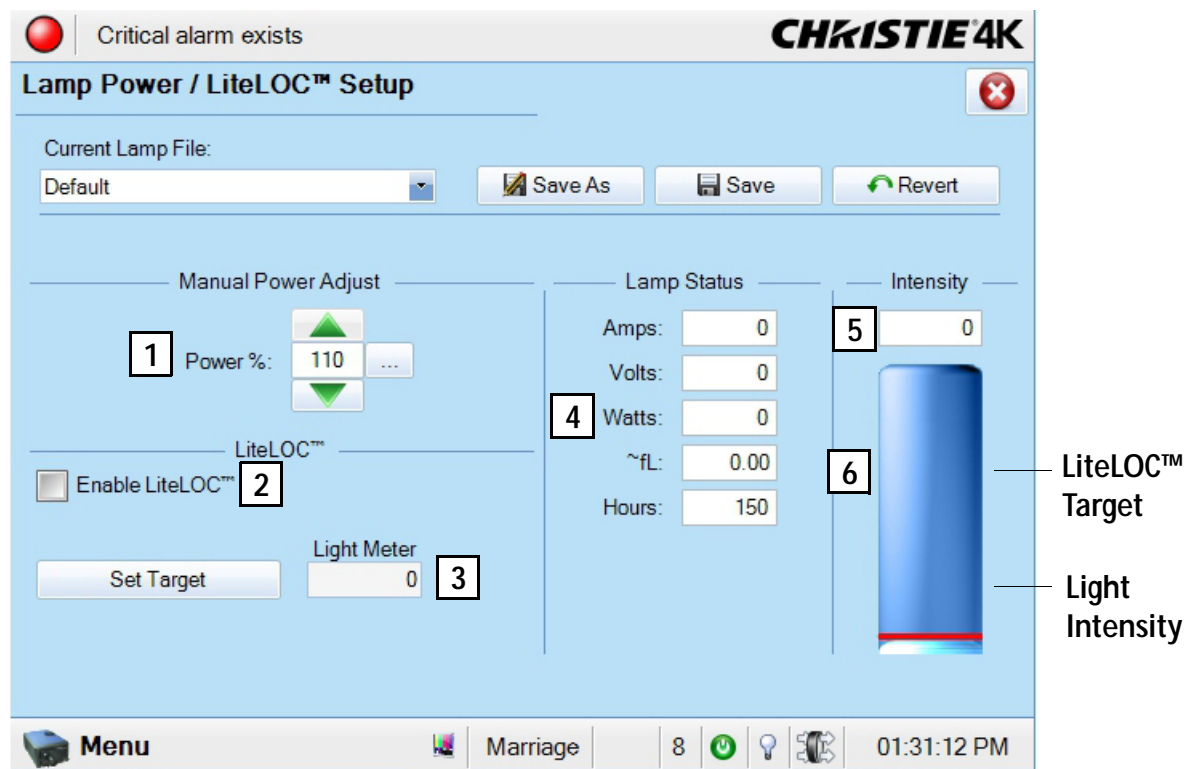 Critical alarm exists
CHRISTIE 4K
Lamp Power / LiteLOC™ Setup
Current Lamp File:
Default
Save As
Save
Revert
Manual Power Adjust
1
Power %:
110
...
LiteLOC™
Enable LiteLOC™
2
Set Target
Light Meter
0
3
Lamp Status
Amps: 0
Volts: 0
4
Watts: 0
~fL: 0.00
Hours: 150
Intensity
5
0
6
LiteLOC™
Target
Light
Intensity
Menu
Marriage
8
01:31:12 PM